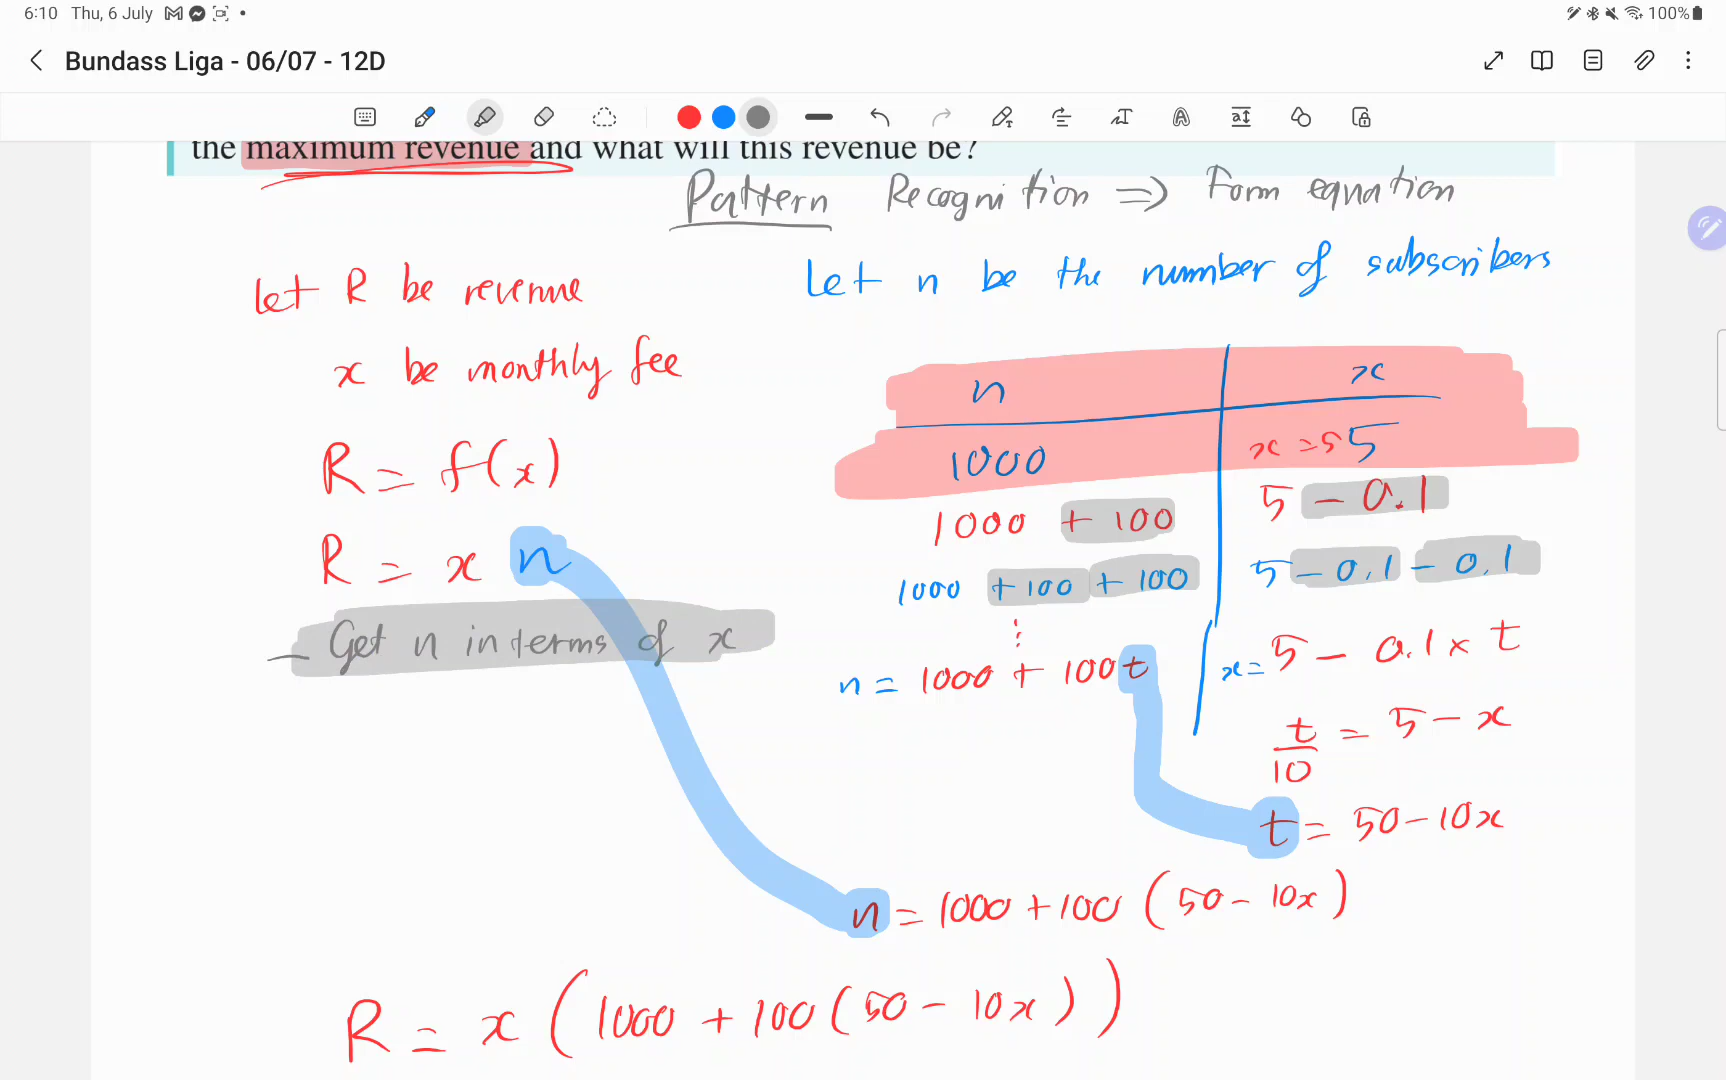 6:10 Thu, 6 July 100%
Bundass Liga - 06/07 - 12D
the maximum revenue and what will this revenue be?
Pattern Recognition ⇒ Form equation
Let R be revenue
x be monthly fee
R = f(x)
R = x n
– Get n in terms of x
Let n be the number of subscribers
n x
1000 x = 5 5
1000 + 100 5 - 0.1
1000 + 100 + 100 5 - 0.1 - 0.1
⋮
n = 1000 + 100t x = 5 - 0.1 × t
t/10 = 5 - x
t = 50 - 10x
n = 1000 + 100 (50 - 10x)
R = x (1000 + 100 (50 - 10x))